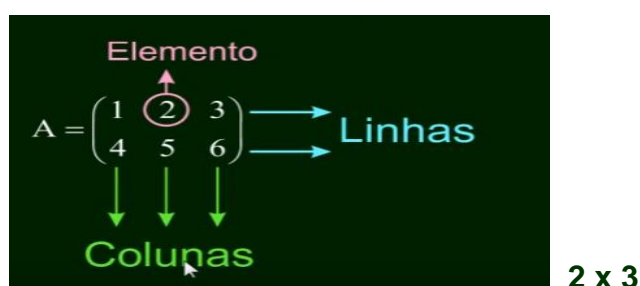 Elemento
A = (1 2 3
4 5 6)
Linhas
Colunas
2 x 3